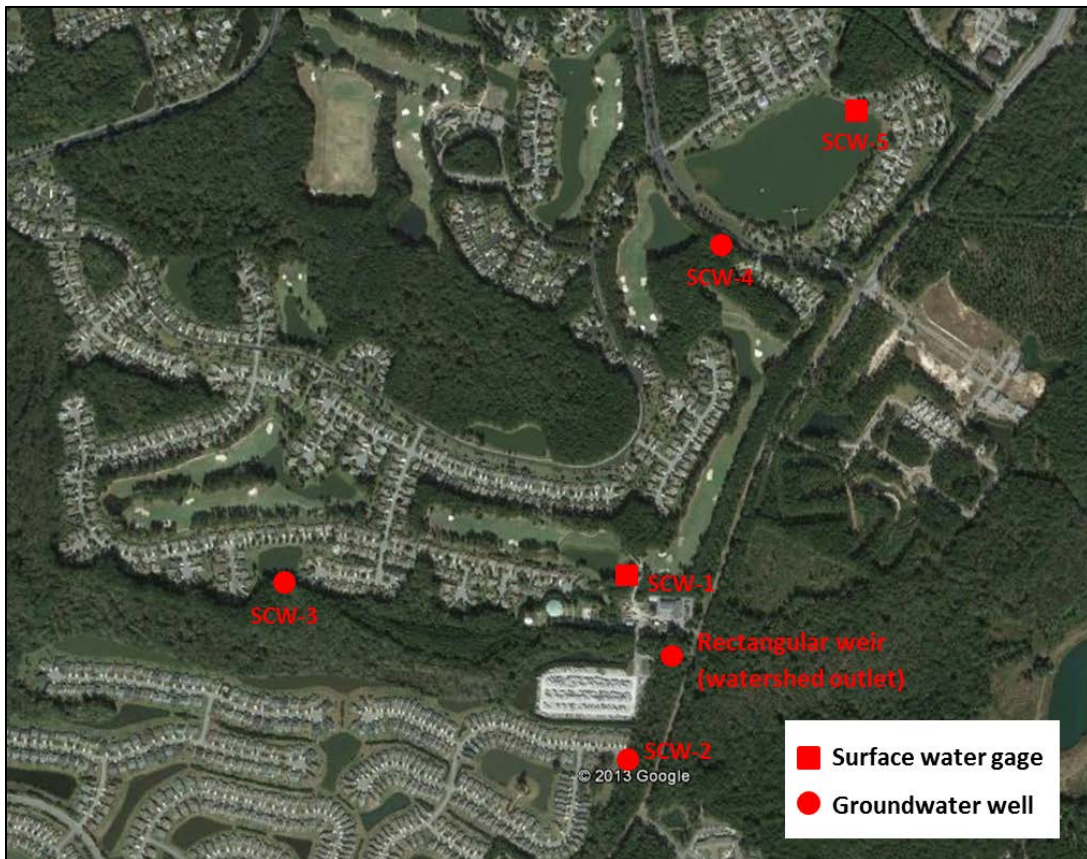 SCW-5
SCW-4
SCW-1
SCW-3
Rectangular weir
(watershed outlet)
SCW-2
© 2013 Google
Surface water gage
Groundwater well